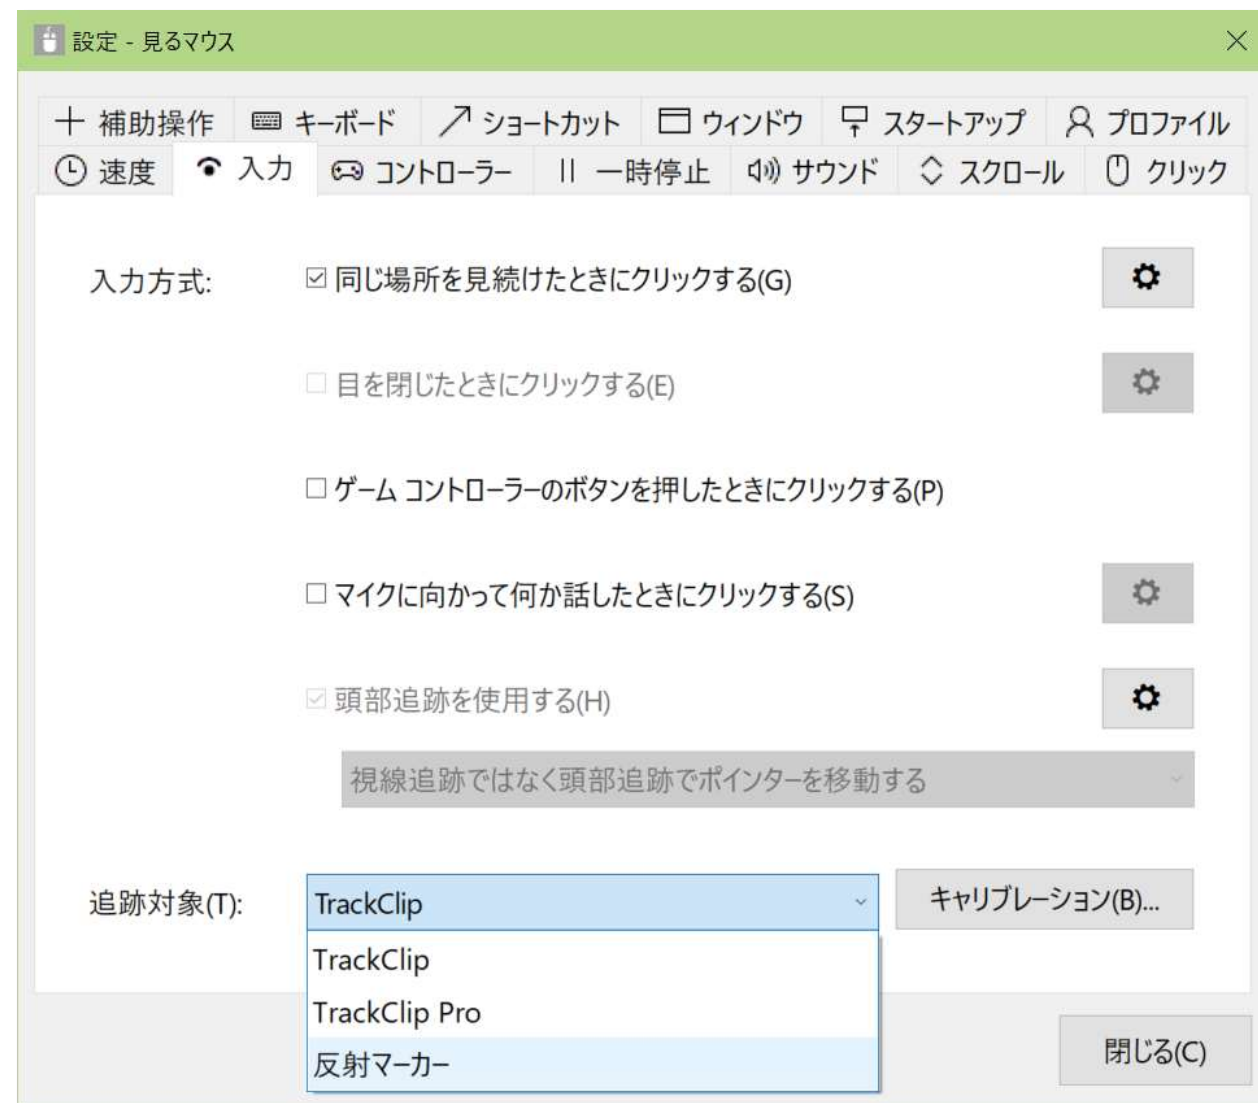 設定 - 見るマウス
補助操作 キーボード ショートカット ウィンドウ スタートアップ プロファイル
速度 入力 コントローラー 一時停止 サウンド スクロール クリック
入力方式: 同じ場所を見続けたときにクリックする(G)
目を閉じたときにクリックする(E)
ゲーム コントローラーのボタンを押したときにクリックする(P)
マイクに向かって何か話したときにクリックする(S)
頭部追跡を使用する(H)
視線追跡ではなく頭部追跡でポインターを移動する
追跡対象(T): TrackClip キャリブレーション(B)...
TrackClip
TrackClip Pro
反射マーカー
閉じる(C)